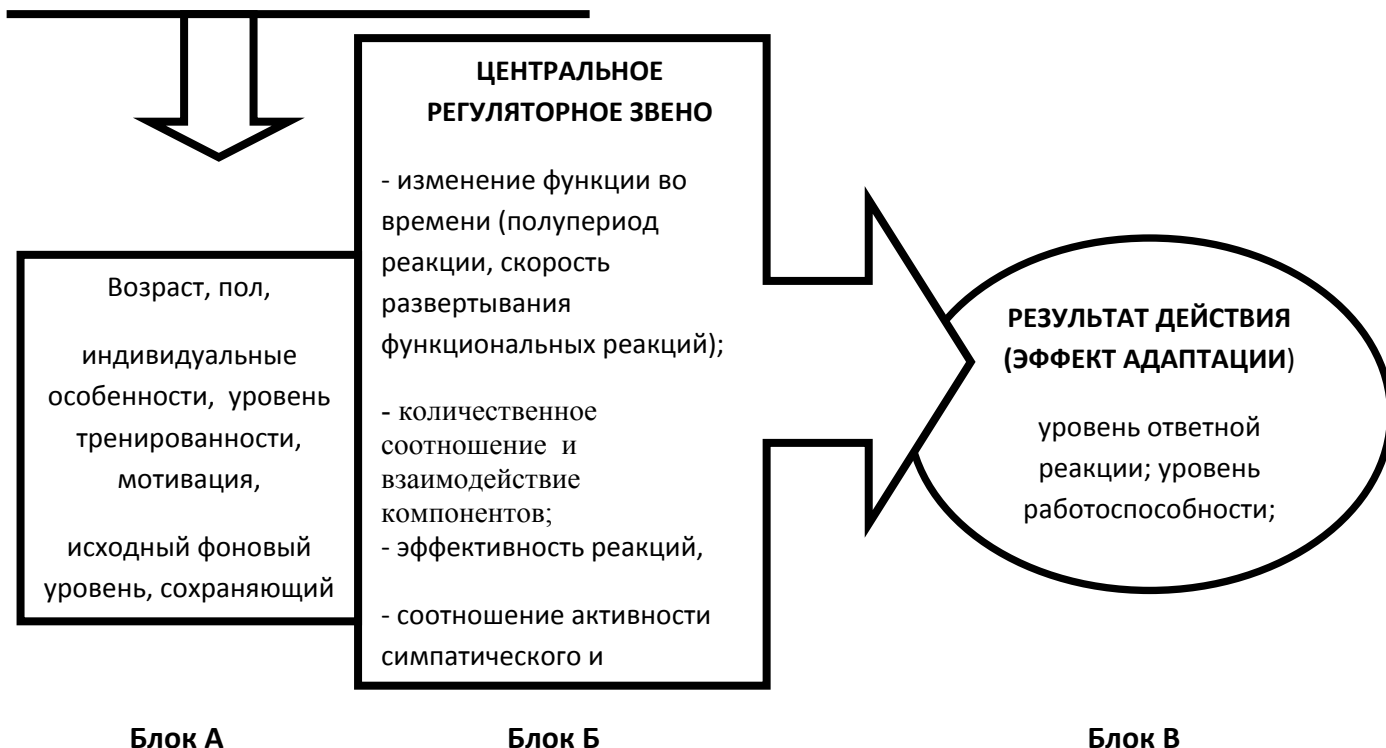 ЦЕНТРАЛЬНОЕ
РЕГУЛЯТОРНОЕ ЗВЕНО
- изменение функции во
времени (полупериод
реакции, скорость
развертывания
функциональных реакций);
- количественное
соотношение и
взаимодействие
компонентов;
- эффективность реакций,
- соотношение активности
симпатического и
Возраст, пол,
индивидуальные
особенности, уровень
тренированности,
мотивация,
исходный фоновый
уровень, сохраняющий
РЕЗУЛЬТАТ ДЕЙСТВИЯ
(ЭФФЕКТ АДАПТАЦИИ)
уровень ответной
реакции; уровень
работоспособности;
Блок А
Блок Б
Блок В